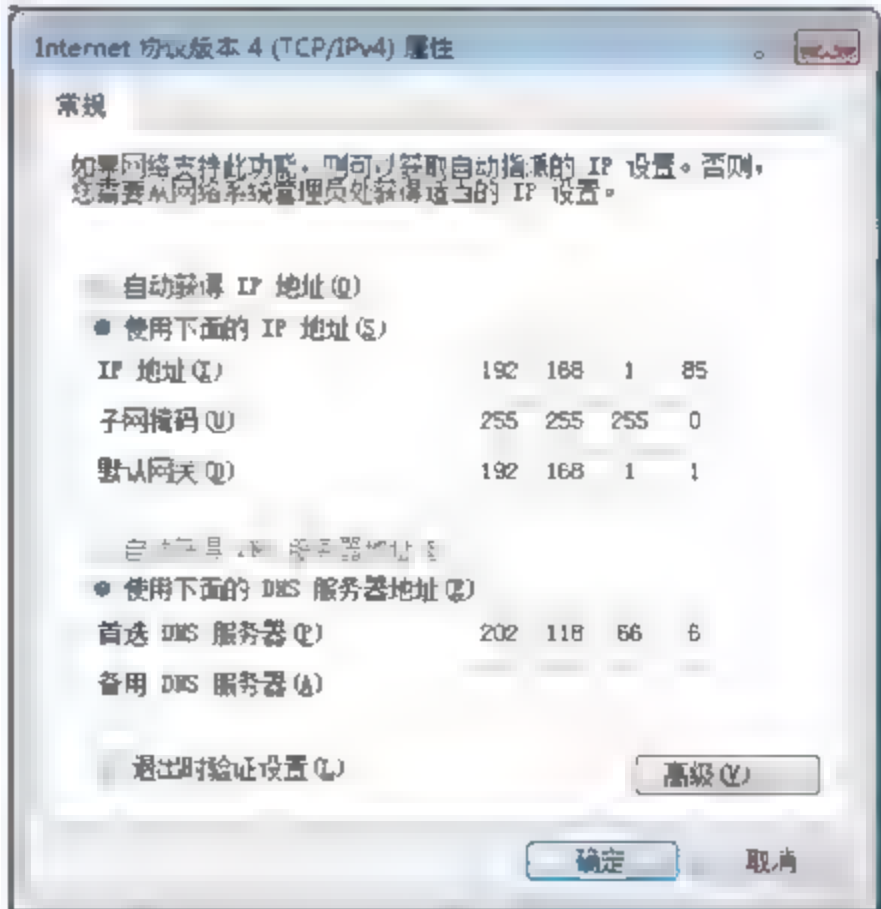 Internet 协议版本 4 (TCP/IPv4) 属性
常规
如果网络支持此功能，则可以获取自动指派的 IP 设置。否则，
您需要从网络系统管理员处获得适当的 IP 设置。
自动获得 IP 地址(O)
使用下面的 IP 地址(S)
IP 地址(I) 192 168 1 85
子网掩码(U) 255 255 255 0
默认网关(D) 192 168 1 1
使用下面的 DNS 服务器地址(E)
首选 DNS 服务器(P) 202 118 66 6
备用 DNS 服务器(A)
退出时验证设置(L)
高级(V)
确定 取消